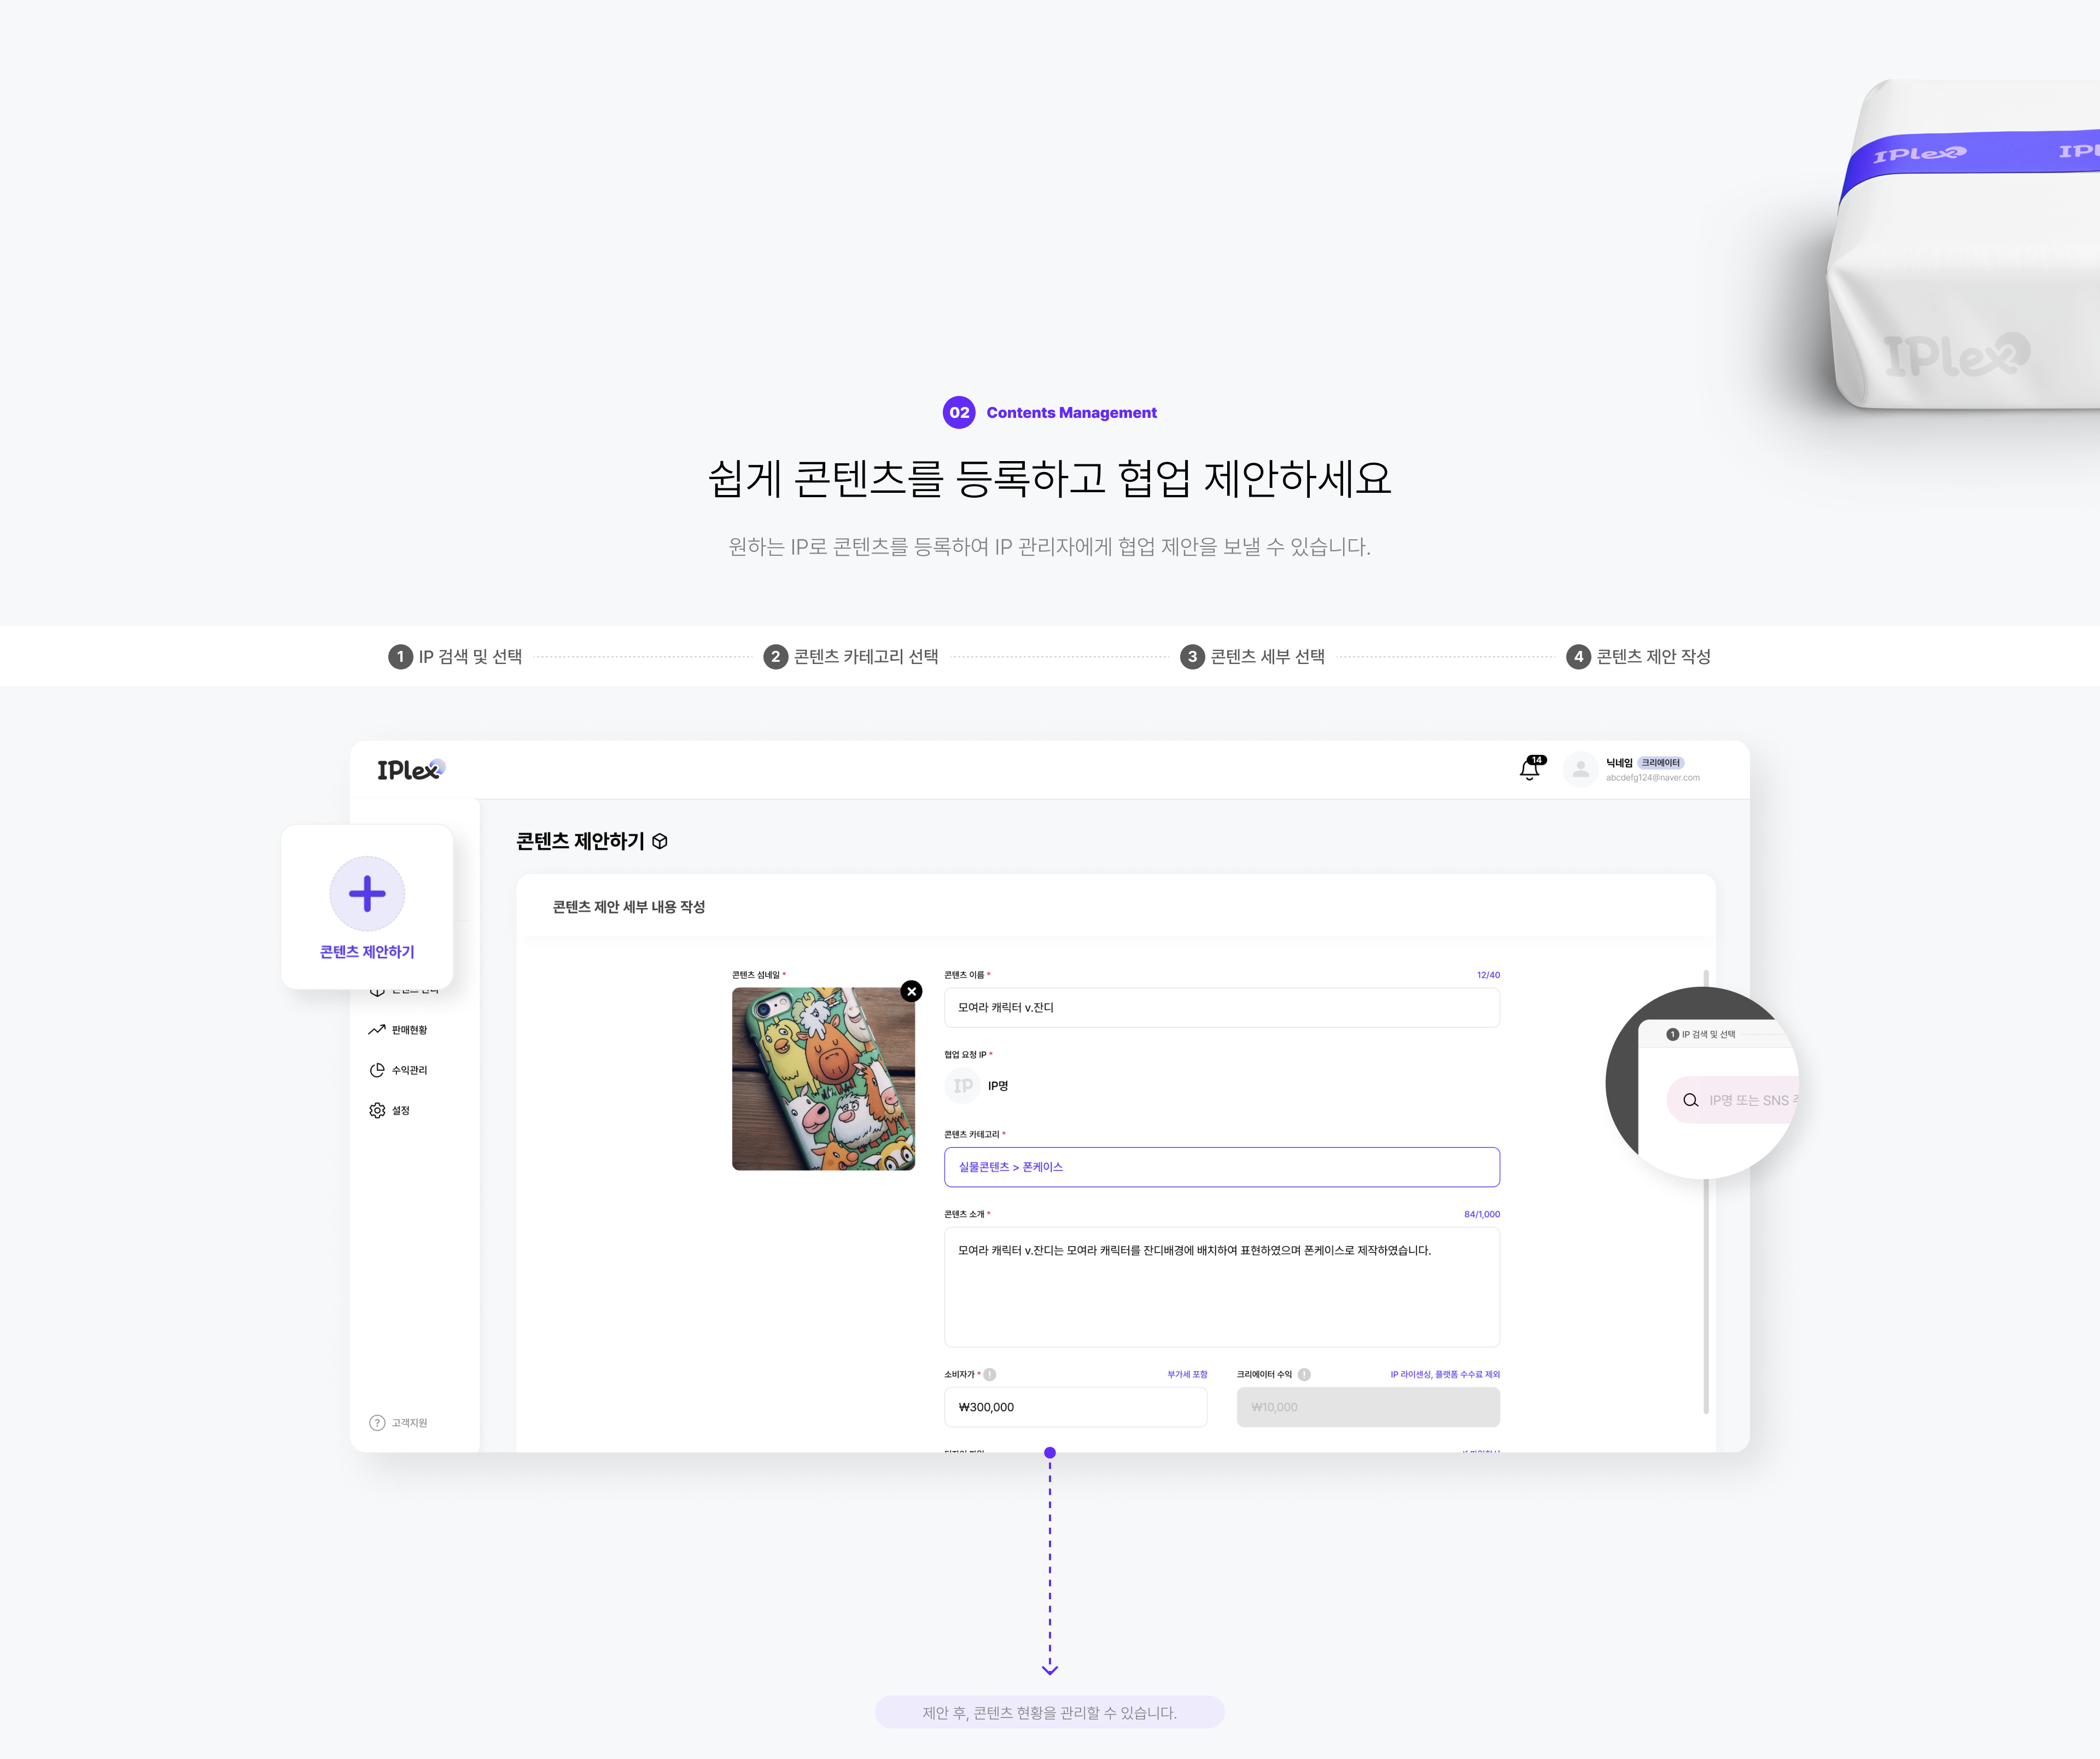 IPlex
IPl
IPlex
02 Contents Management
쉽게 콘텐츠를 등록하고 협업 제안하세요
원하는 IP로 콘텐츠를 등록하여 IP 관리자에게 협업 제안을 보낼 수 있습니다.
1 IP 검색 및 선택
2 콘텐츠 카테고리 선택
3 콘텐츠 세부 선택
4 콘텐츠 제안 작성
IPlex
14
닉네임 크리에이터
abcdefg124@naver.com
콘텐츠 제안하기
콘텐츠 제안하기
판매현황
수익관리
설정
고객지원
콘텐츠 제안 세부 내용 작성
콘텐츠 섬네일 *
콘텐츠 이름 * 12/40
모여라 캐릭터 v.잔디
협업 요청 IP *
IP IP명
콘텐츠 카테고리 *
실물콘텐츠 > 폰케이스
콘텐츠 소개 * 84/1,000
모여라 캐릭터 v.잔디는 모여라 캐릭터를 잔디배경에 배치하여 표현하였으며 폰케이스로 제작하였습니다.
소비자가 * ! 부가세 포함
₩300,000
크리에이터 수익 ! IP 라이센싱, 플랫폼 수수료 제외
₩10,000
1 IP 검색 및 선택
IP명 또는 SNS
제안 후, 콘텐츠 현황을 관리할 수 있습니다.